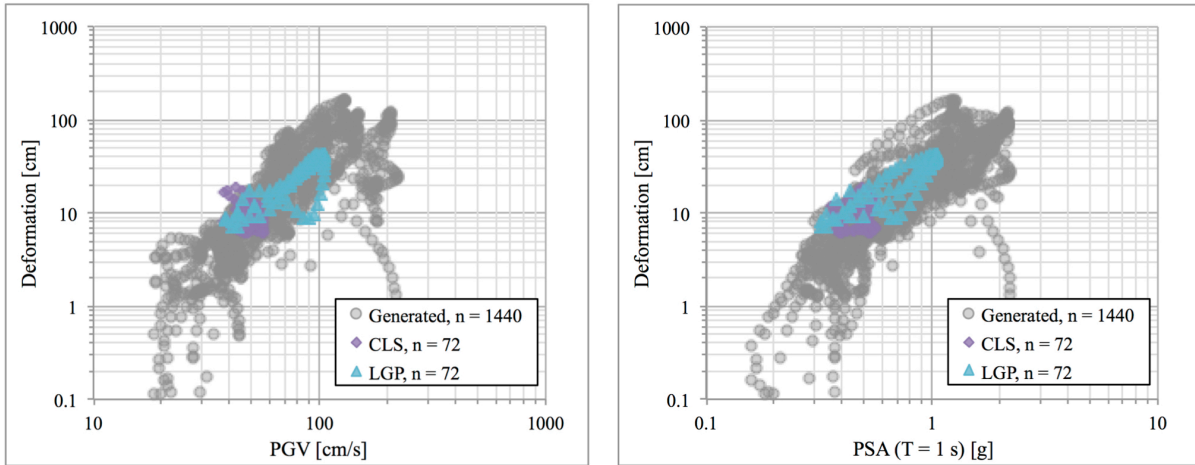 1000
100
10
1
0.1
Deformation [cm]
10
100
1000
PGV [cm/s]
Generated, n = 1440
CLS, n = 72
LGP, n = 72
1000
100
10
1
0.1
Deformation [cm]
0.1
1
10
PSA (T = 1 s) [g]
Generated, n = 1440
CLS, n = 72
LGP, n = 72